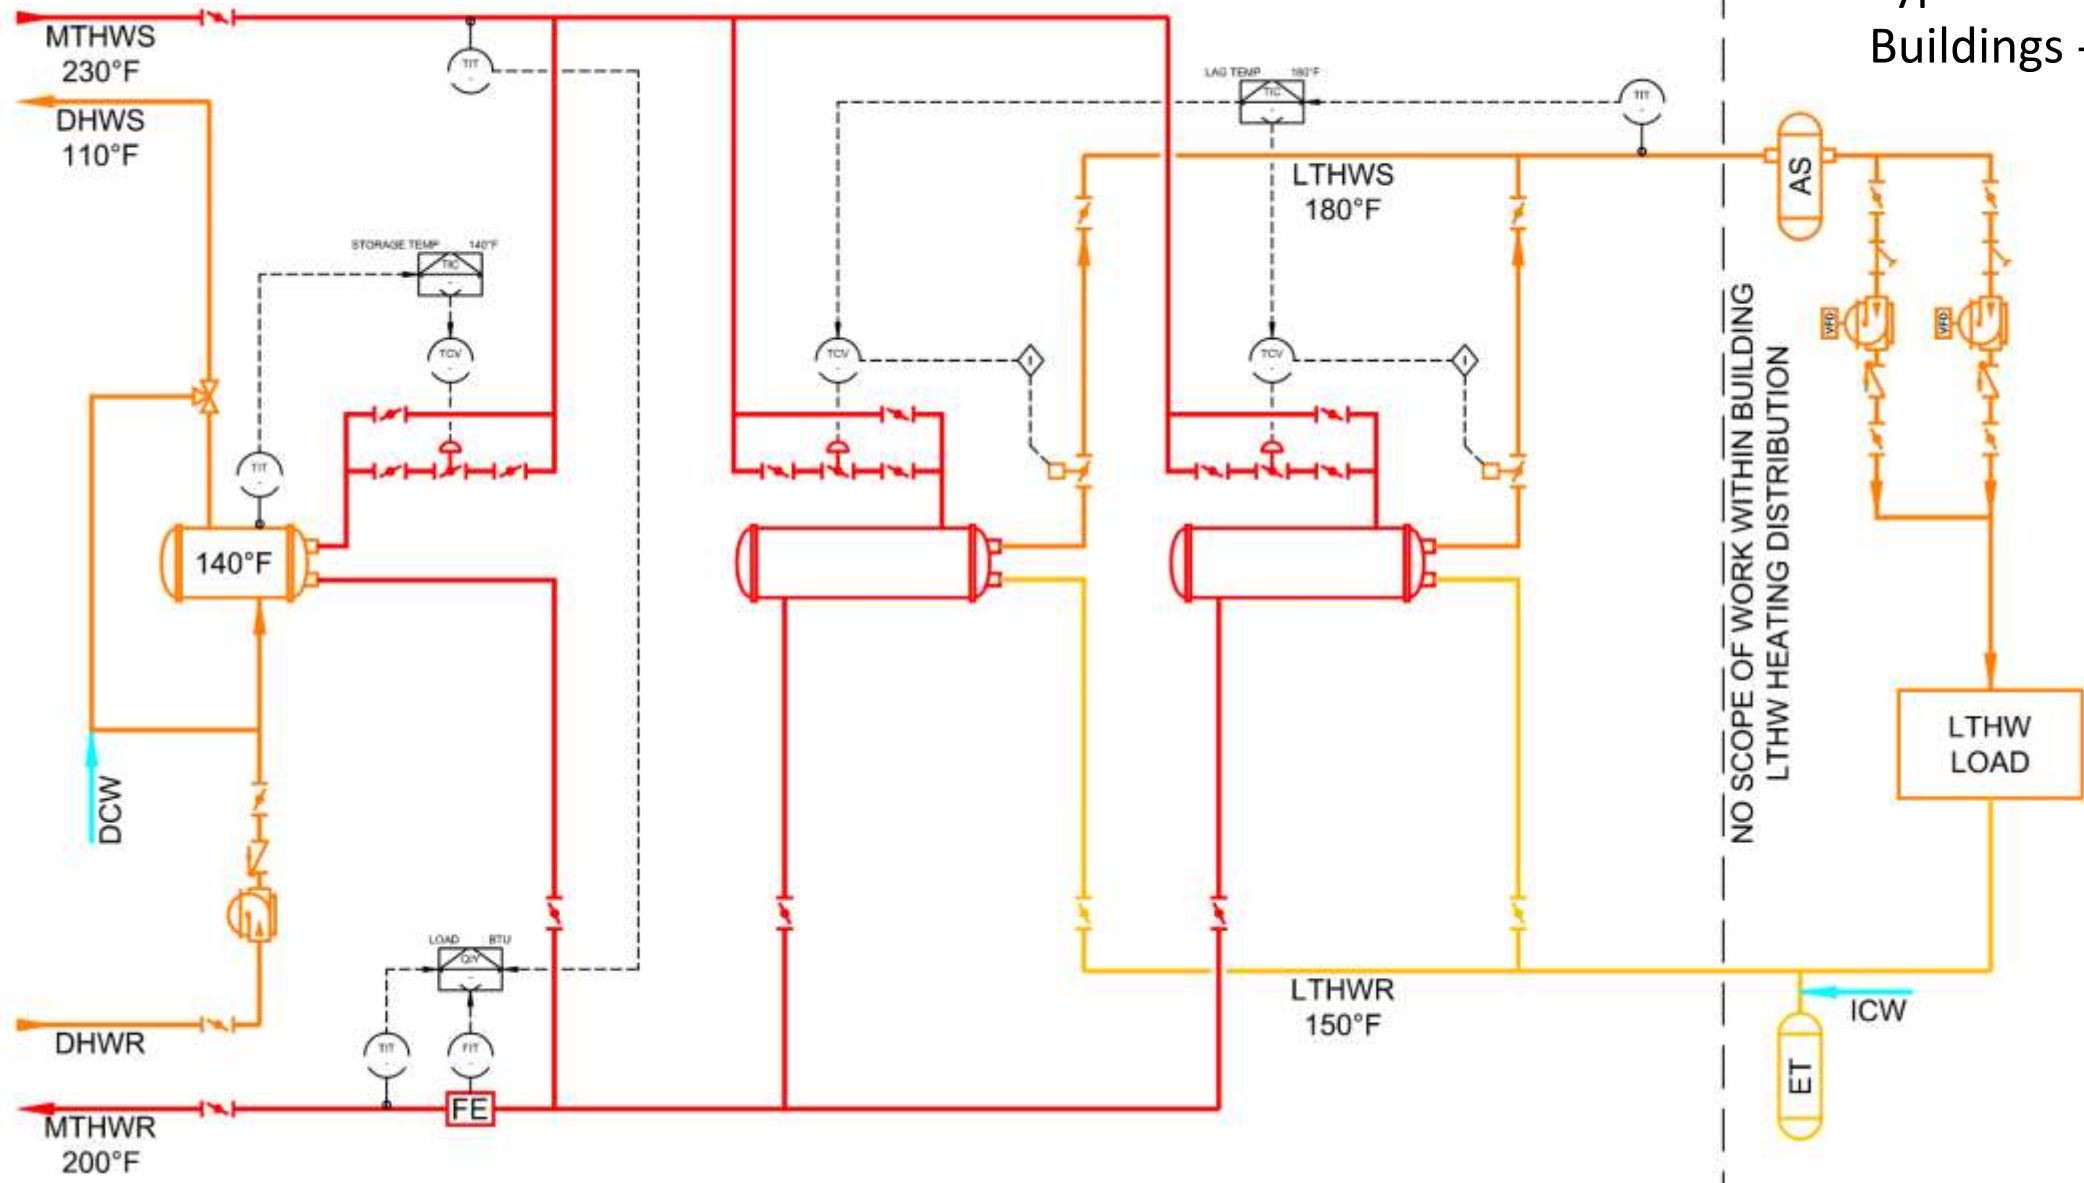 Buildings -
MTHWS
230°F
DHWS
110°F
TIT
LAG TEMP 180°F
TIC
TIT
LTHWS
180°F
AS
STORAGE TEMP 140°F
TIC
TCV
TCV
TCV
I
I
VFD
VFD
TIT
140°F
NO SCOPE OF WORK WITHIN BUILDING
LTHW HEATING DISTRIBUTION
LTHW
LOAD
DCW
LOAD BTU
QIY
LTHWR
150°F
ICW
DHWR
TIT
FIT
ET
FE
MTHWR
200°F